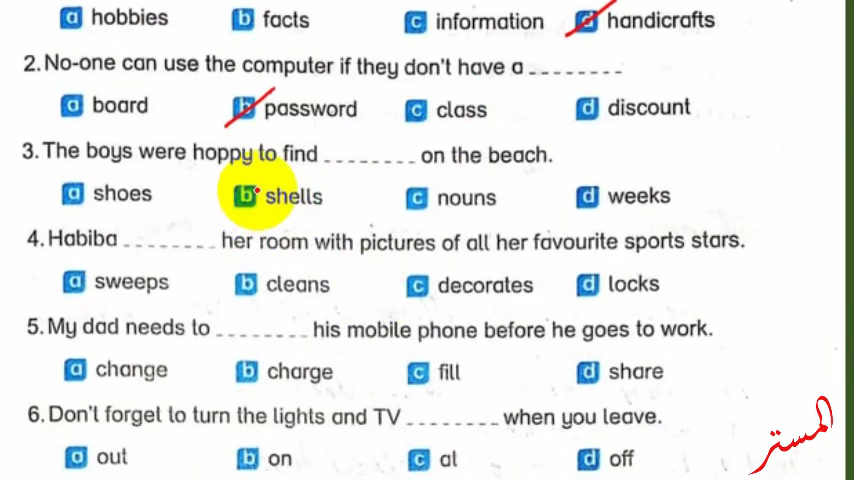 a hobbies b facts c information d handicrafts
2. No-one can use the computer if they don't have a ________
a board b password c class d discount
3. The boys were happy to find ________ on the beach.
a shoes b shells c nouns d weeks
4. Habiba ________ her room with pictures of all her favourite sports stars.
a sweeps b cleans c decorates d locks
5. My dad needs to ________ his mobile phone before he goes to work.
a change b charge c fill d share
6. Don't forget to turn the lights and TV ________ when you leave.
a out b on c at d off
المستر